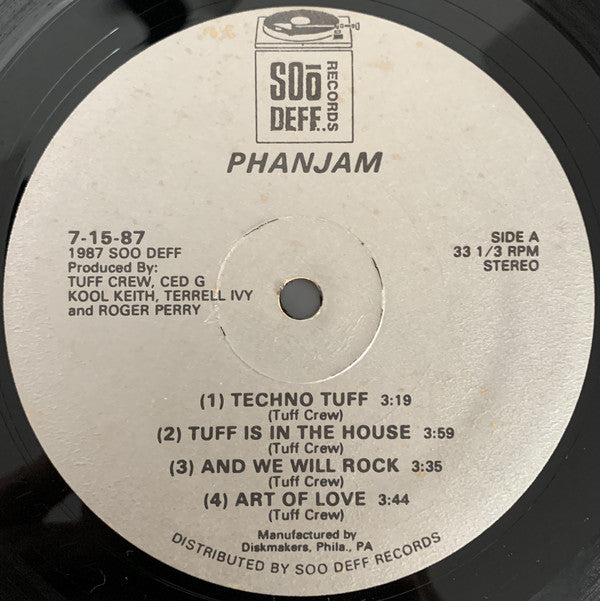 SOō
DEFF..
RECORDS
PHANJAM
7-15-87
1987 SOO DEFF
Produced By:
TUFF CREW, CED G
KOOL KEITH, TERRELL IVY
and ROGER PERRY
SIDE A
33 1/3 RPM
STEREO
(1) TECHNO TUFF 3:19
(Tuff Crew)
(2) TUFF IS IN THE HOUSE 3:59
(Tuff Crew)
(3) AND WE WILL ROCK 3:35
(Tuff Crew)
(4) ART OF LOVE 3:44
(Tuff Crew)
Manufactured by
Diskmakers, Phila., PA
DISTRIBUTED BY SOO DEFF RECORDS